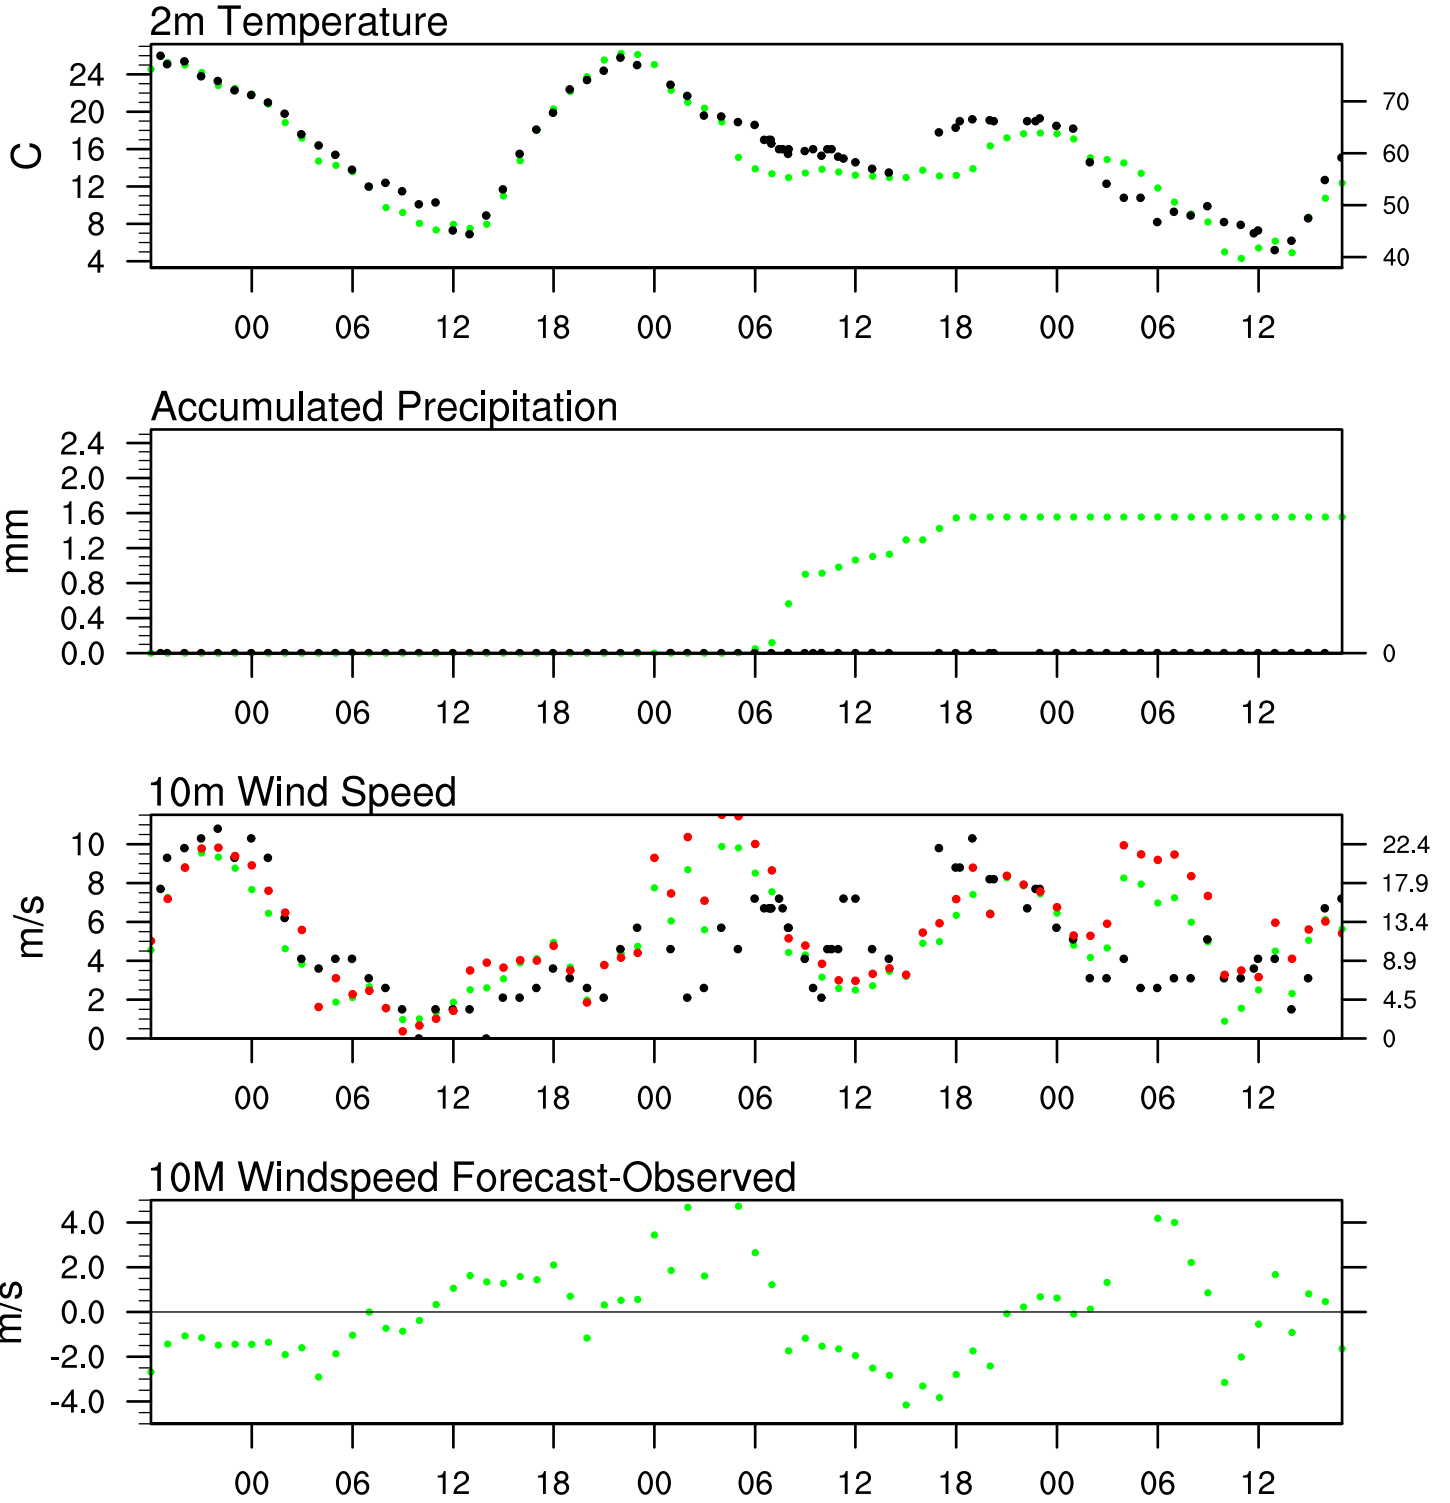 2m Temperature
24
20
16
12
8
4
C
70
60
50
40
00 06 12 18 00 06 12 18 00 06 12
Accumulated Precipitation
2.4
2.0
1.6
1.2
0.8
0.4
0.0
mm
0
00 06 12 18 00 06 12 18 00 06 12
10m Wind Speed
10
8
6
4
2
0
m/s
22.4
17.9
13.4
8.9
4.5
0
00 06 12 18 00 06 12 18 00 06 12
10M Windspeed Forecast-Observed
4.0
2.0
0.0
-2.0
-4.0
m/s
00 06 12 18 00 06 12 18 00 06 12